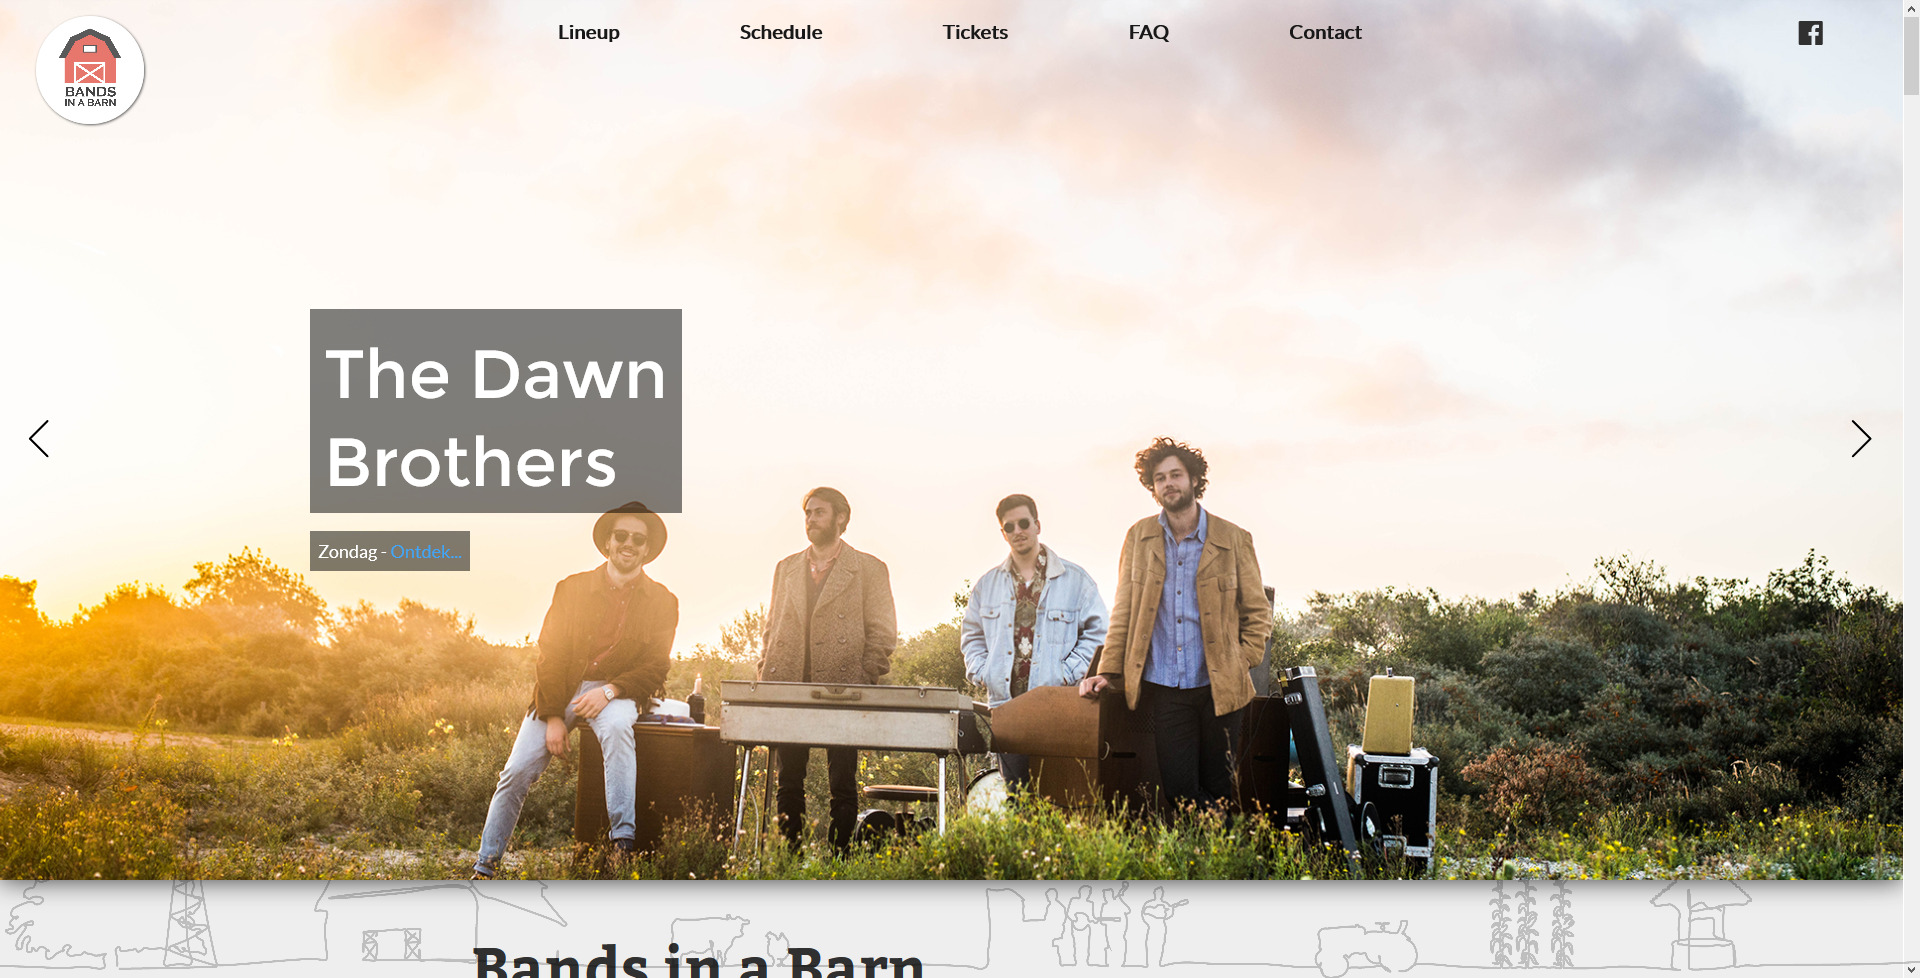 BANDS
IN A BARN
Lineup
Schedule
Tickets
FAQ
Contact
The Dawn
Brothers
Zondag - Ontdek...
Bands in a Barn